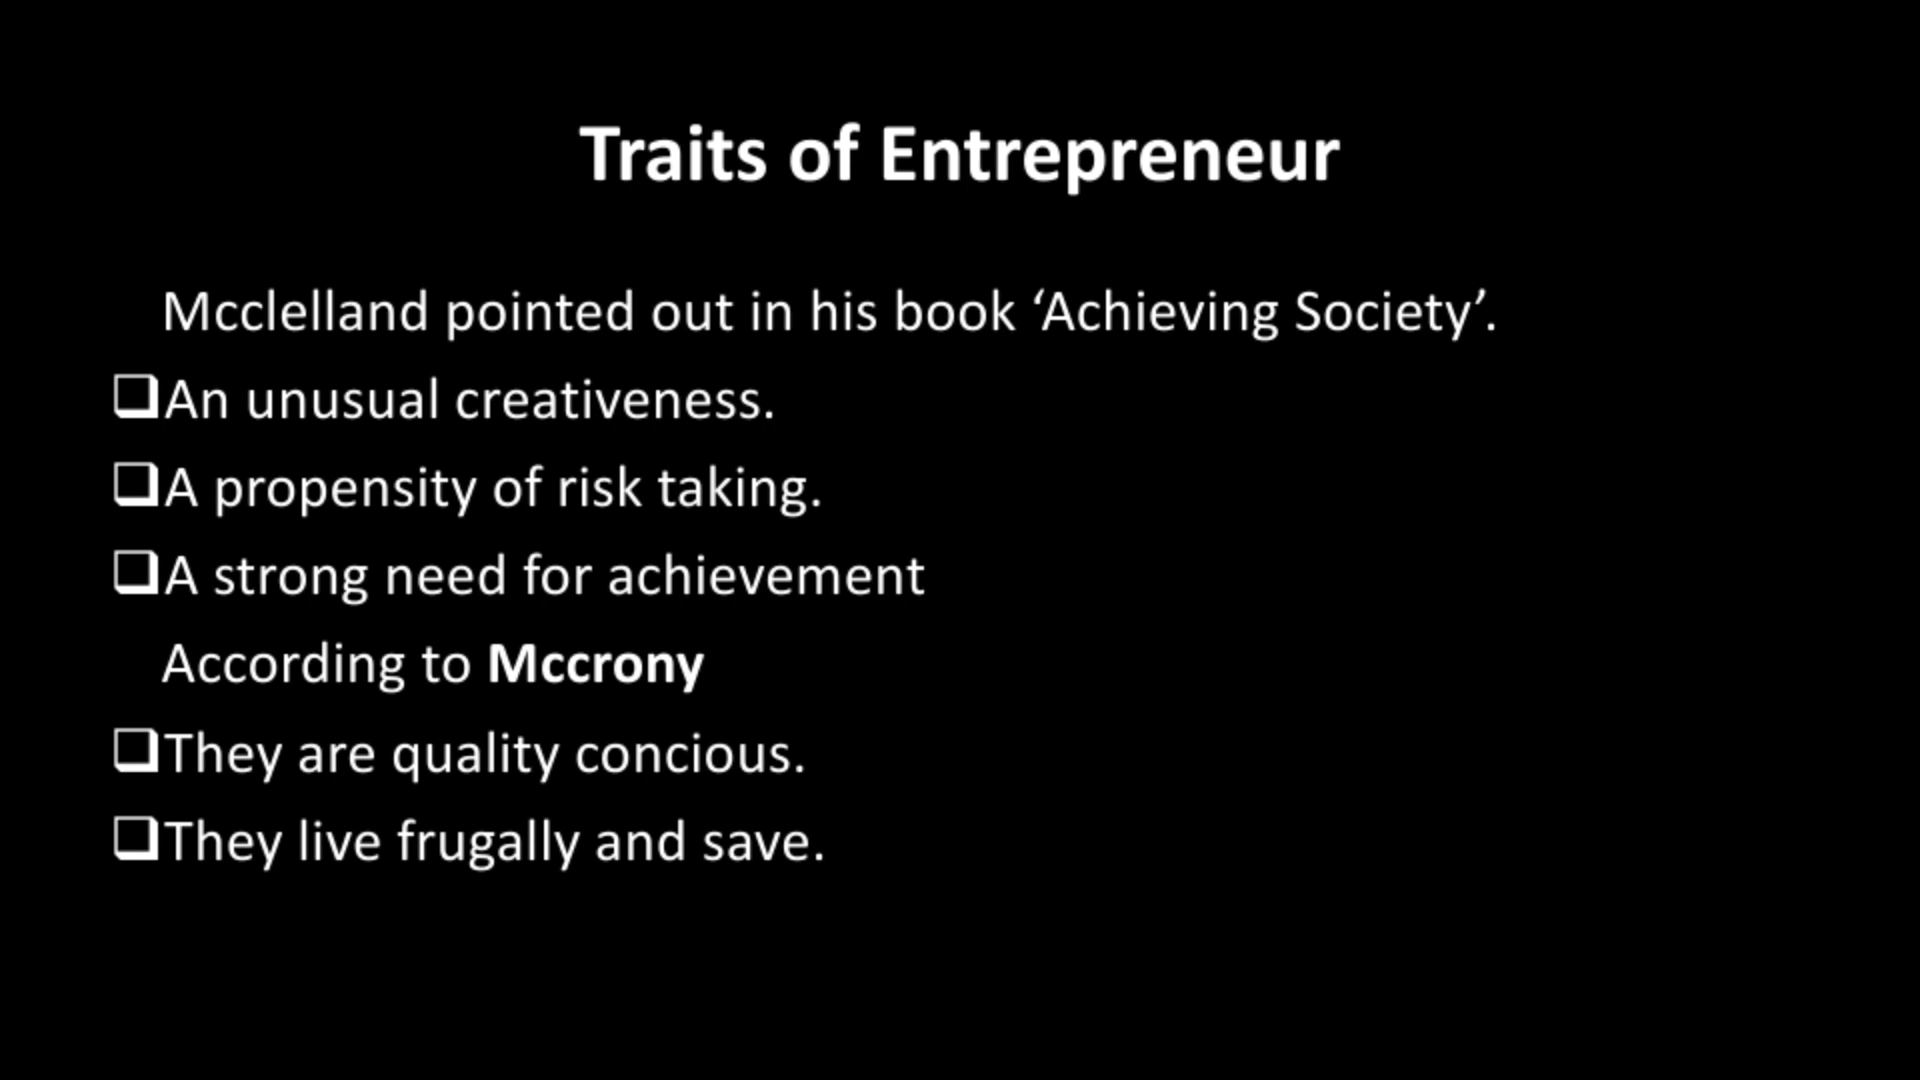 Traits of Entrepreneur
Mcclelland pointed out in his book ‘Achieving Society’.
❑An unusual creativeness.
❑A propensity of risk taking.
❑A strong need for achievement
According to Mccrony
❑They are quality concious.
❑They live frugally and save.